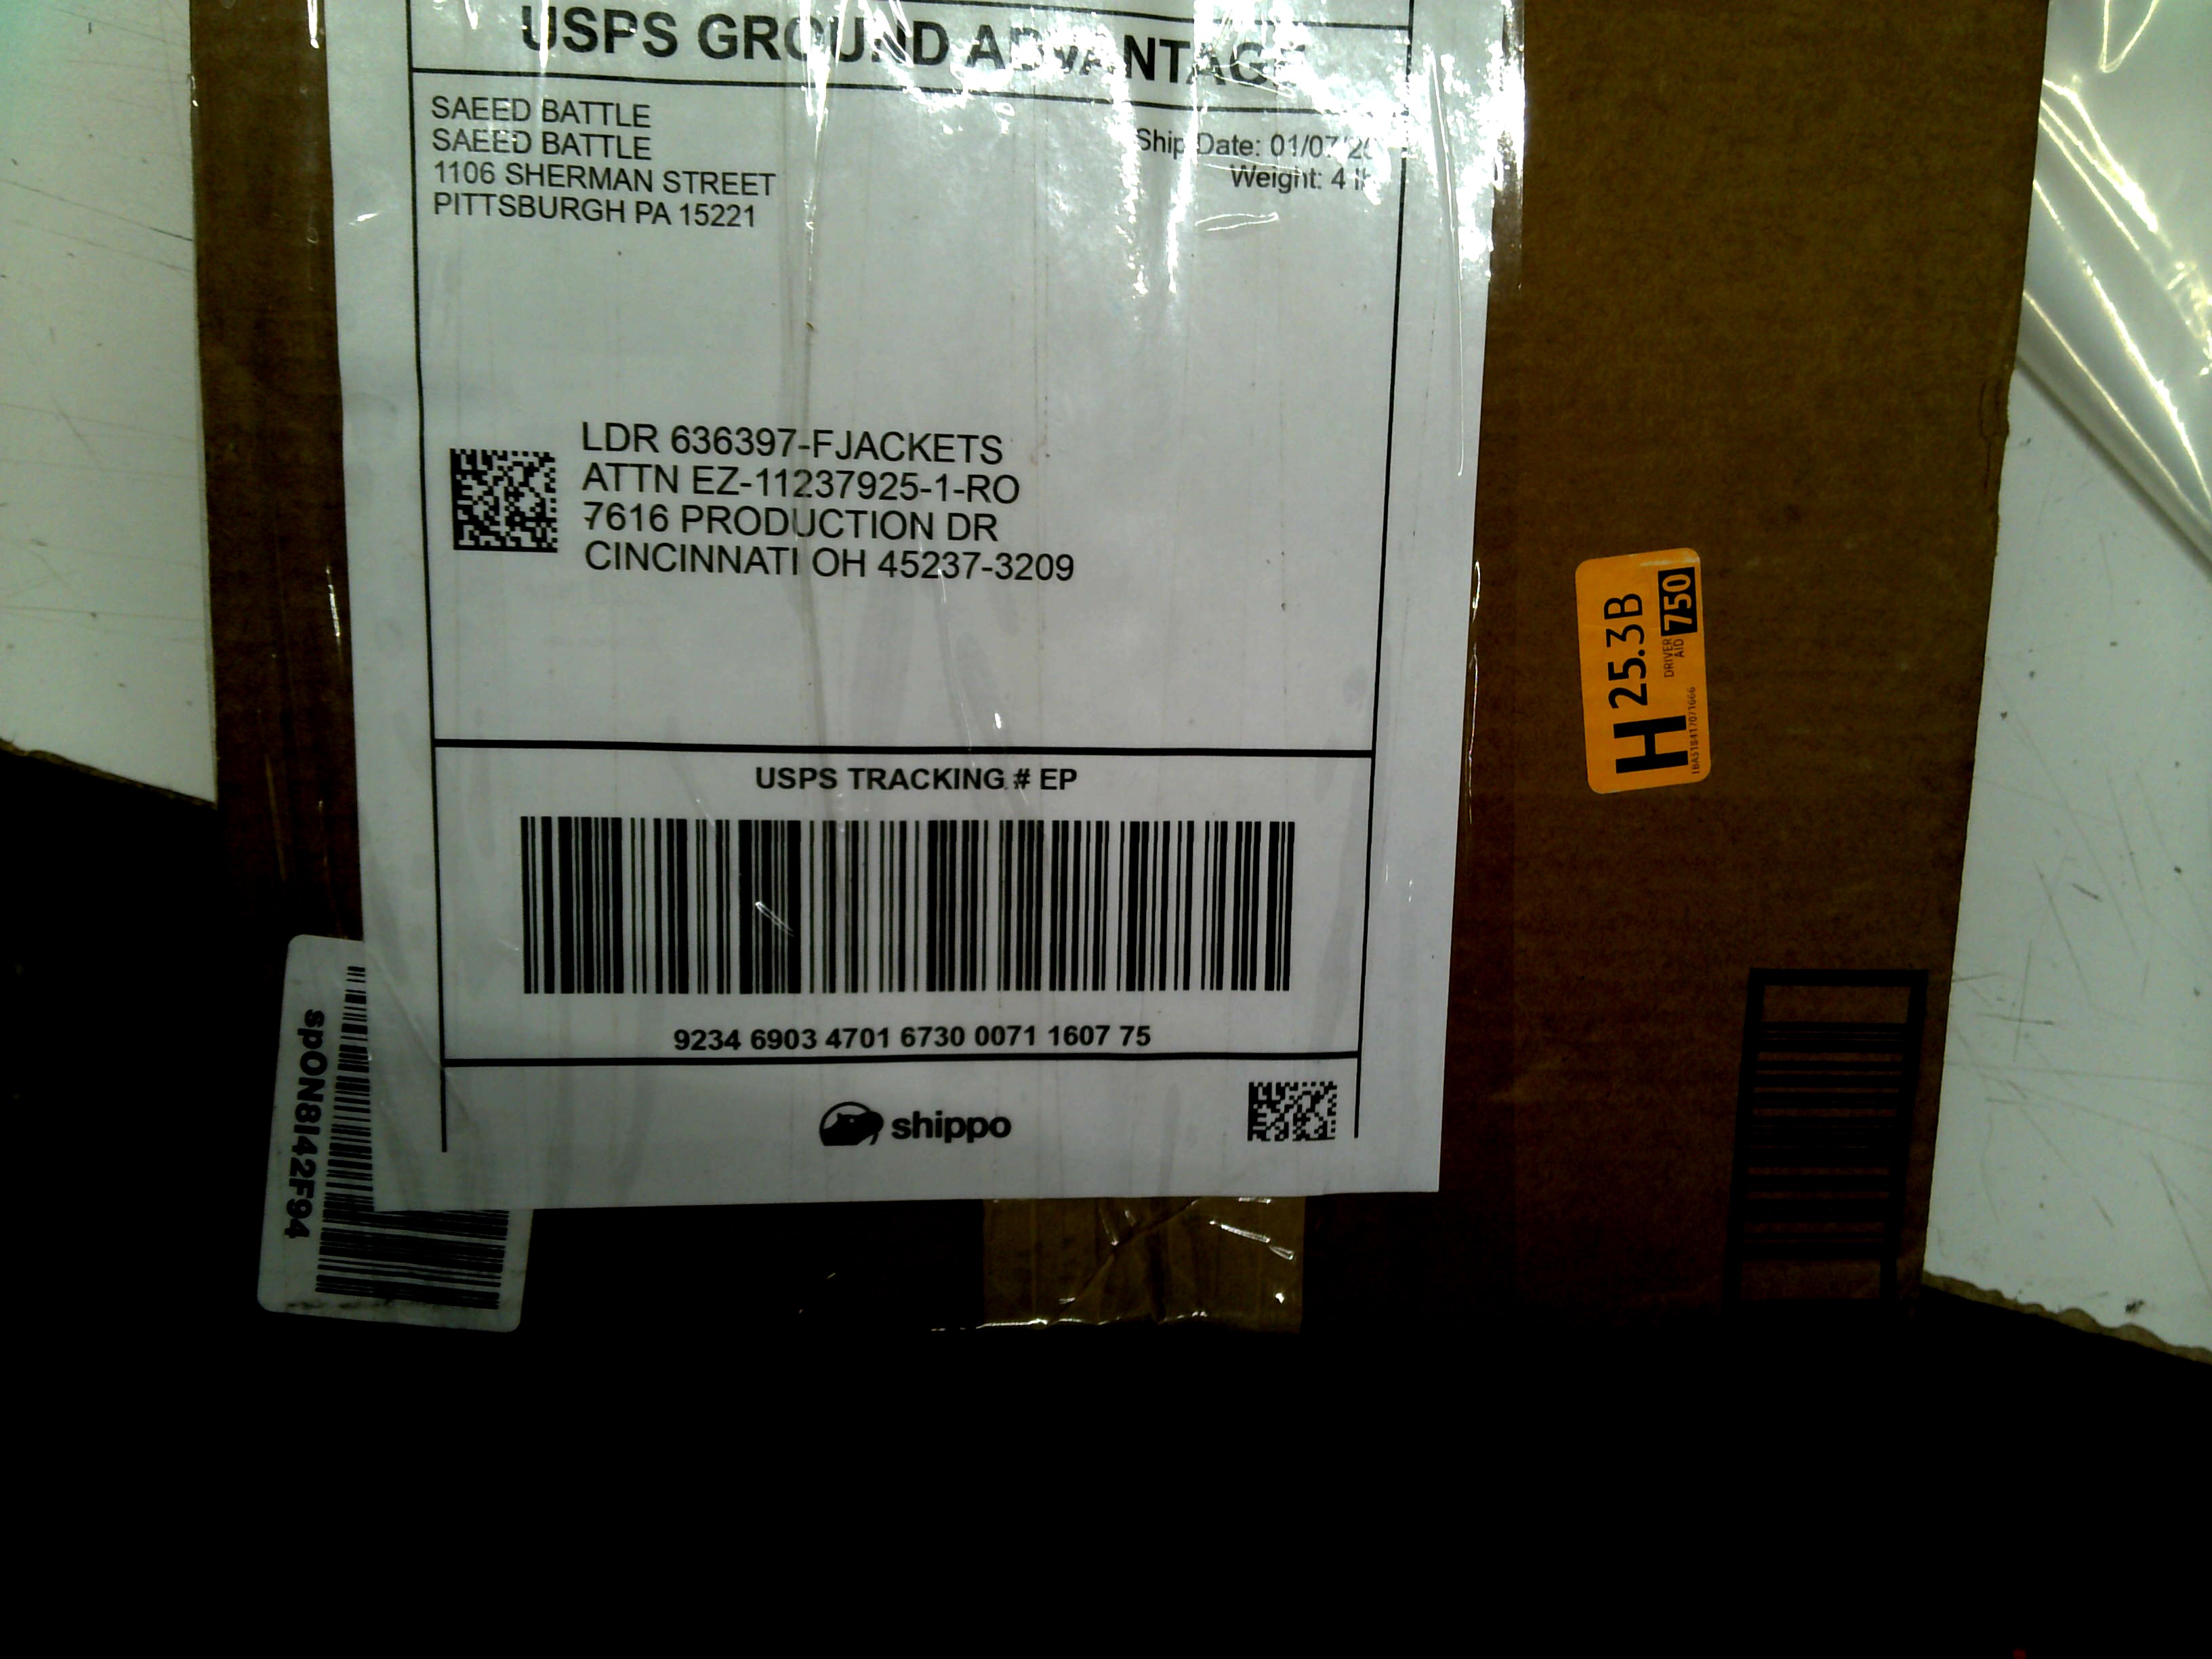 USPS GROUND ADVANTAGE
SAEED BATTLE
SAEED BATTLE
1106 SHERMAN STREET
PITTSBURGH PA 15221
Ship Date: 01/07/
Weight: 4
LDR 636397-FJACKETS
ATTN EZ-11237925-1-RO
7616 PRODUCTION DR
CINCINNATI OH 45237-3209
H 25.3B
DRIVER AID 750
USPS TRACKING # EP
9234 6903 4701 6730 0071 1607 75
shippo
spON8I42F94